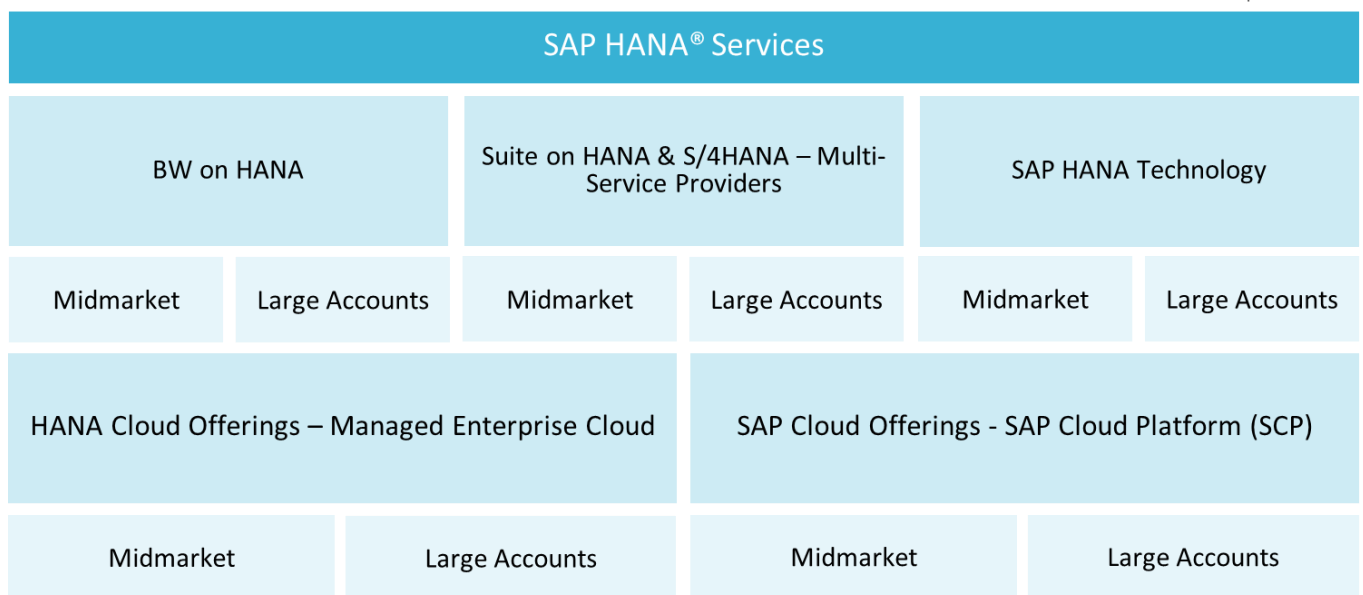 SAP HANA® Services
BW on HANA
Suite on HANA & S/4HANA – Multi-
Service Providers
SAP HANA Technology
Midmarket
Large Accounts
Midmarket
Large Accounts
Midmarket
Large Accounts
HANA Cloud Offerings – Managed Enterprise Cloud
SAP Cloud Offerings - SAP Cloud Platform (SCP)
Midmarket
Large Accounts
Midmarket
Large Accounts